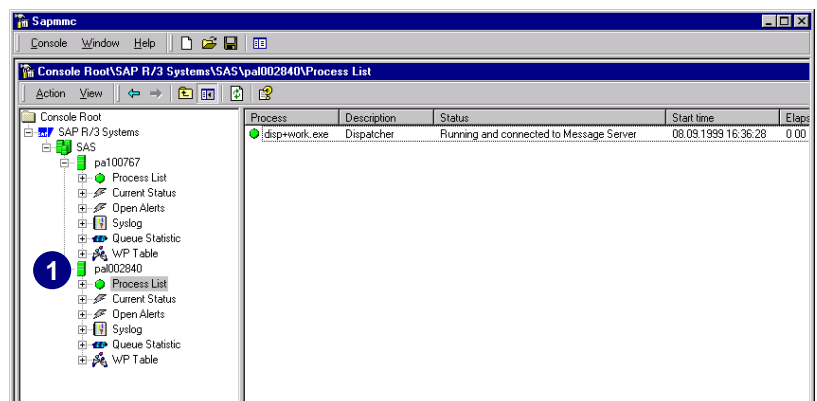 Sapmmc
Console Window Help
Console Root\SAP R/3 Systems\SAS\pal002840\Process List
Action View
Console Root
Process Description Status Start time Elaps
SAP R/3 Systems
disp+work.exe Dispatcher Running and connected to Message Server 08.09.1999 16:36:28 0 00
SAS
pa100767
Process List
Current Status
Open Alerts
Syslog
Queue Statistic
WP Table
1
pal002840
Process List
Current Status
Open Alerts
Syslog
Queue Statistic
WP Table